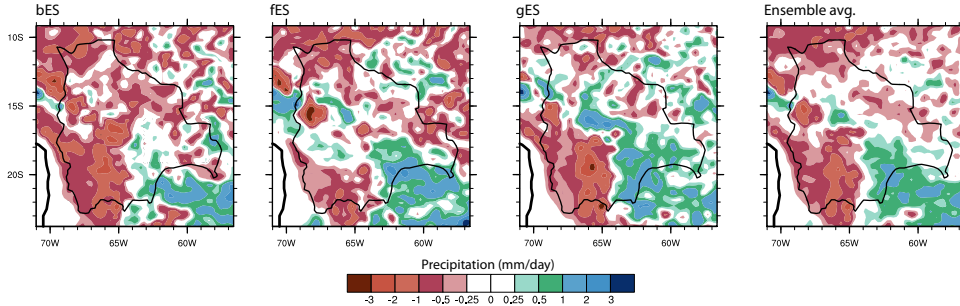 bES fES gES Ensemble avg.
10S
15S
20S
70W 65W 60W 70W 65W 60W 70W 65W 60W 70W 65W 60W
Precipitation (mm/day)
-3 -2 -1 -0.5 -0.25 0 0.25 0.5 1 2 3